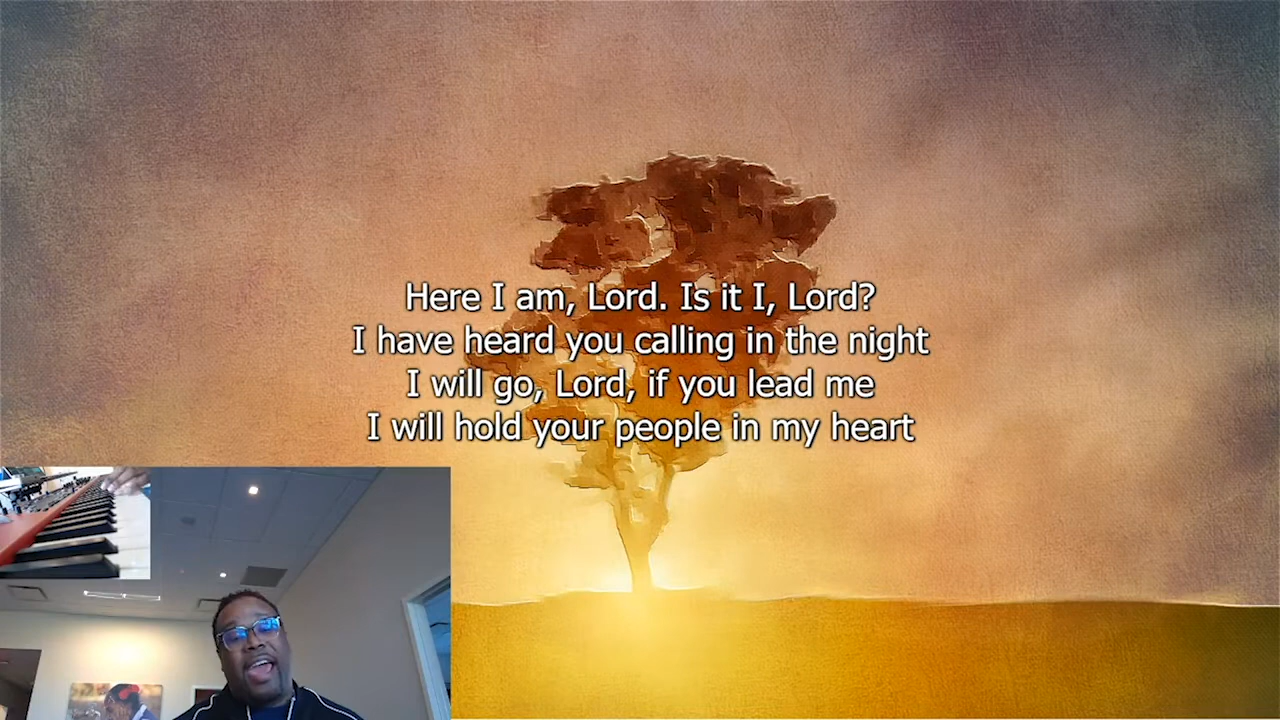 Here I am, Lord. Is it I, Lord?
I have heard you calling in the night
I will go, Lord, if you lead me
I will hold your people in my heart